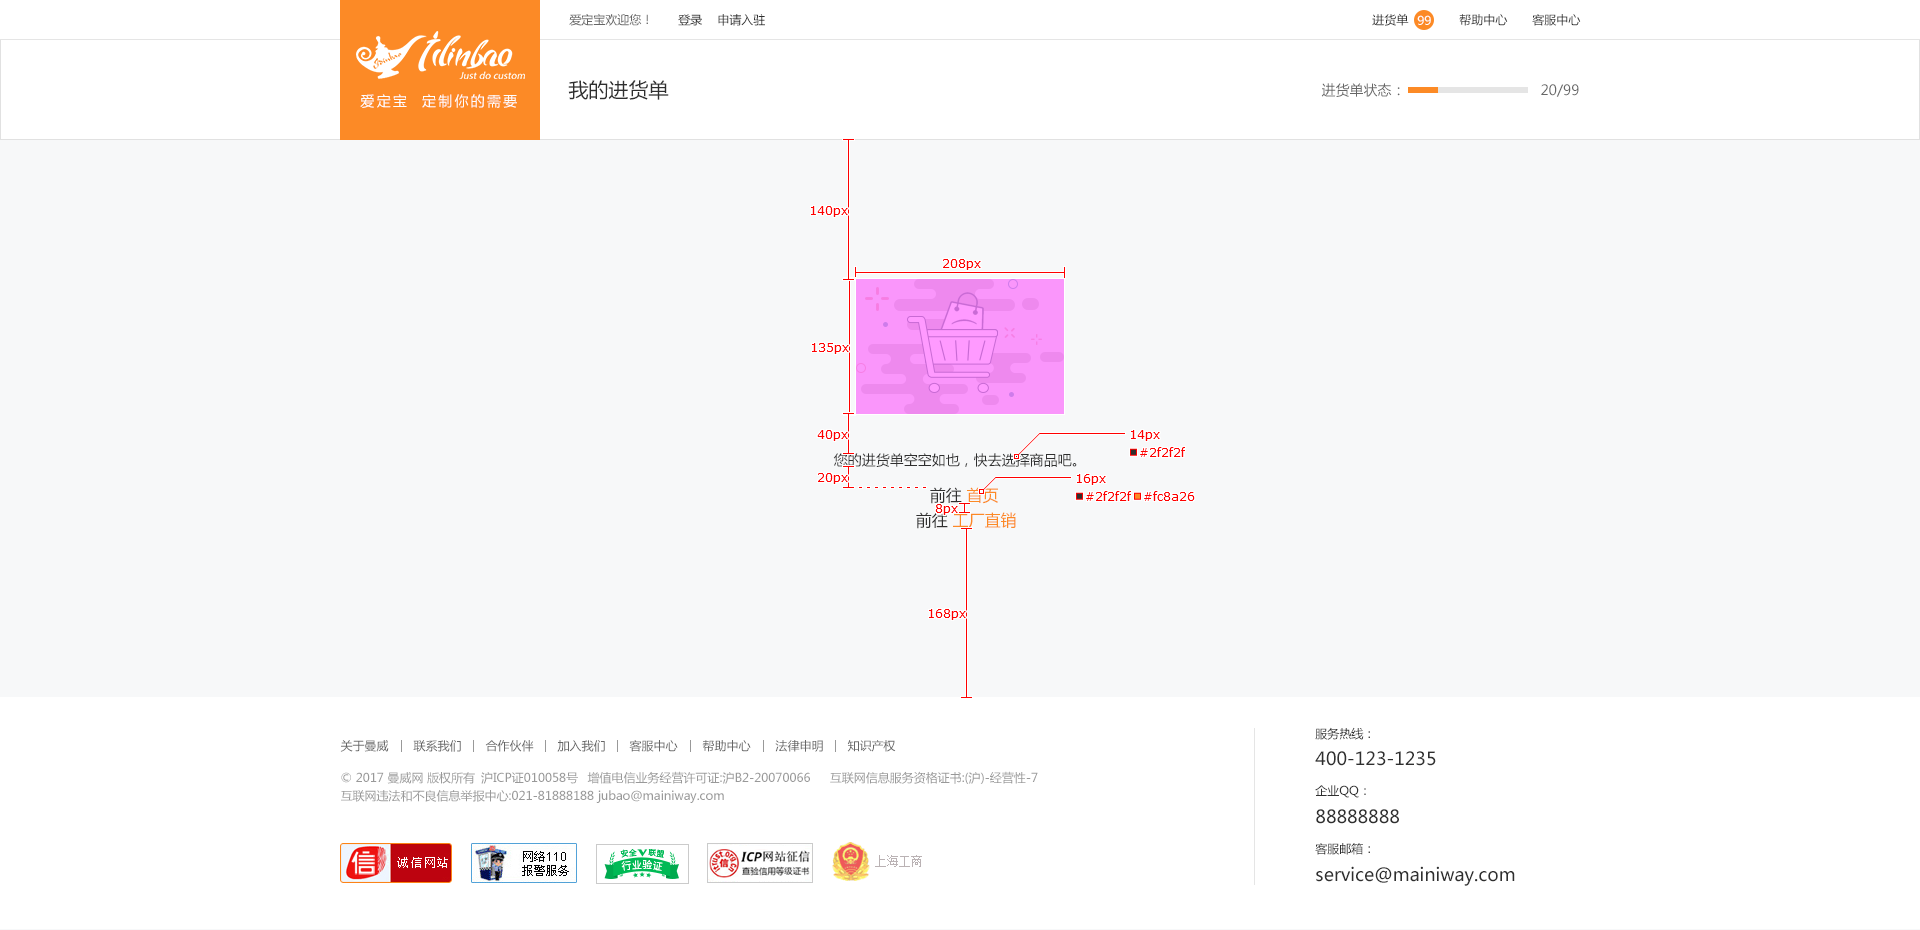 爱定宝欢迎您！ 登录 申请入驻 进货单 99 帮助中心 客服中心
Tilinbao
Just do custom
爱定宝 定制你的需要
我的进货单
进货单状态： 20/99
140px
208px
135px
40px
14px
#2f2f2f
您的进货单空空如也，快去选择商品吧。
20px
16px
#2f2f2f #fc8a26
前往 首页
8px
前往 工厂直销
168px
关于曼威 | 联系我们 | 合作伙伴 | 加入我们 | 客服中心 | 帮助中心 | 法律申明 | 知识产权
© 2017 曼威网 版权所有 沪ICP证010058号 增值电信业务经营许可证:沪B2-20070066 互联网信息服务资格证书:(沪)-经营性-7
互联网违法和不良信息举报中心:021-81888188 jubao@mainiway.com
信 诚信网站
网络110
报警服务
安全V联盟
行业验证
信 ICP网站征信
直验信用等级证书
上海工商
服务热线：
400-123-1235
企业QQ：
88888888
客服邮箱：
service@mainiway.com